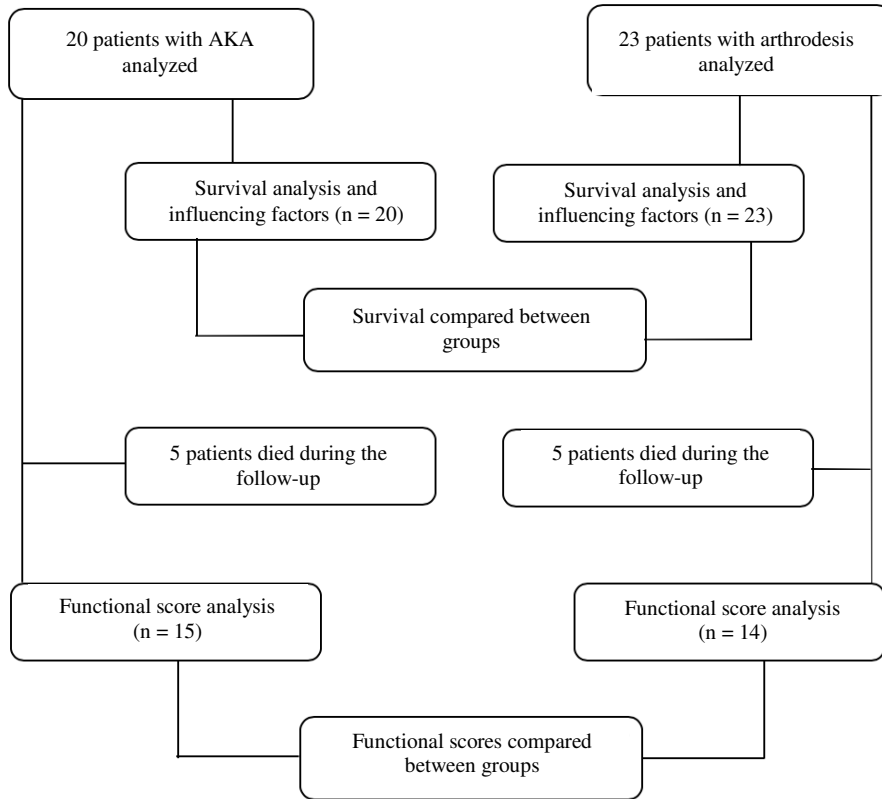 20 patients with AKA
analyzed
23 patients with arthrodesis
analyzed
Survival analysis and
influencing factors (n = 20)
Survival analysis and
influencing factors (n = 23)
Survival compared between
groups
5 patients died during the
follow-up
5 patients died during the
follow-up
Functional score analysis
(n = 15)
Functional score analysis
(n = 14)
Functional scores compared
between groups